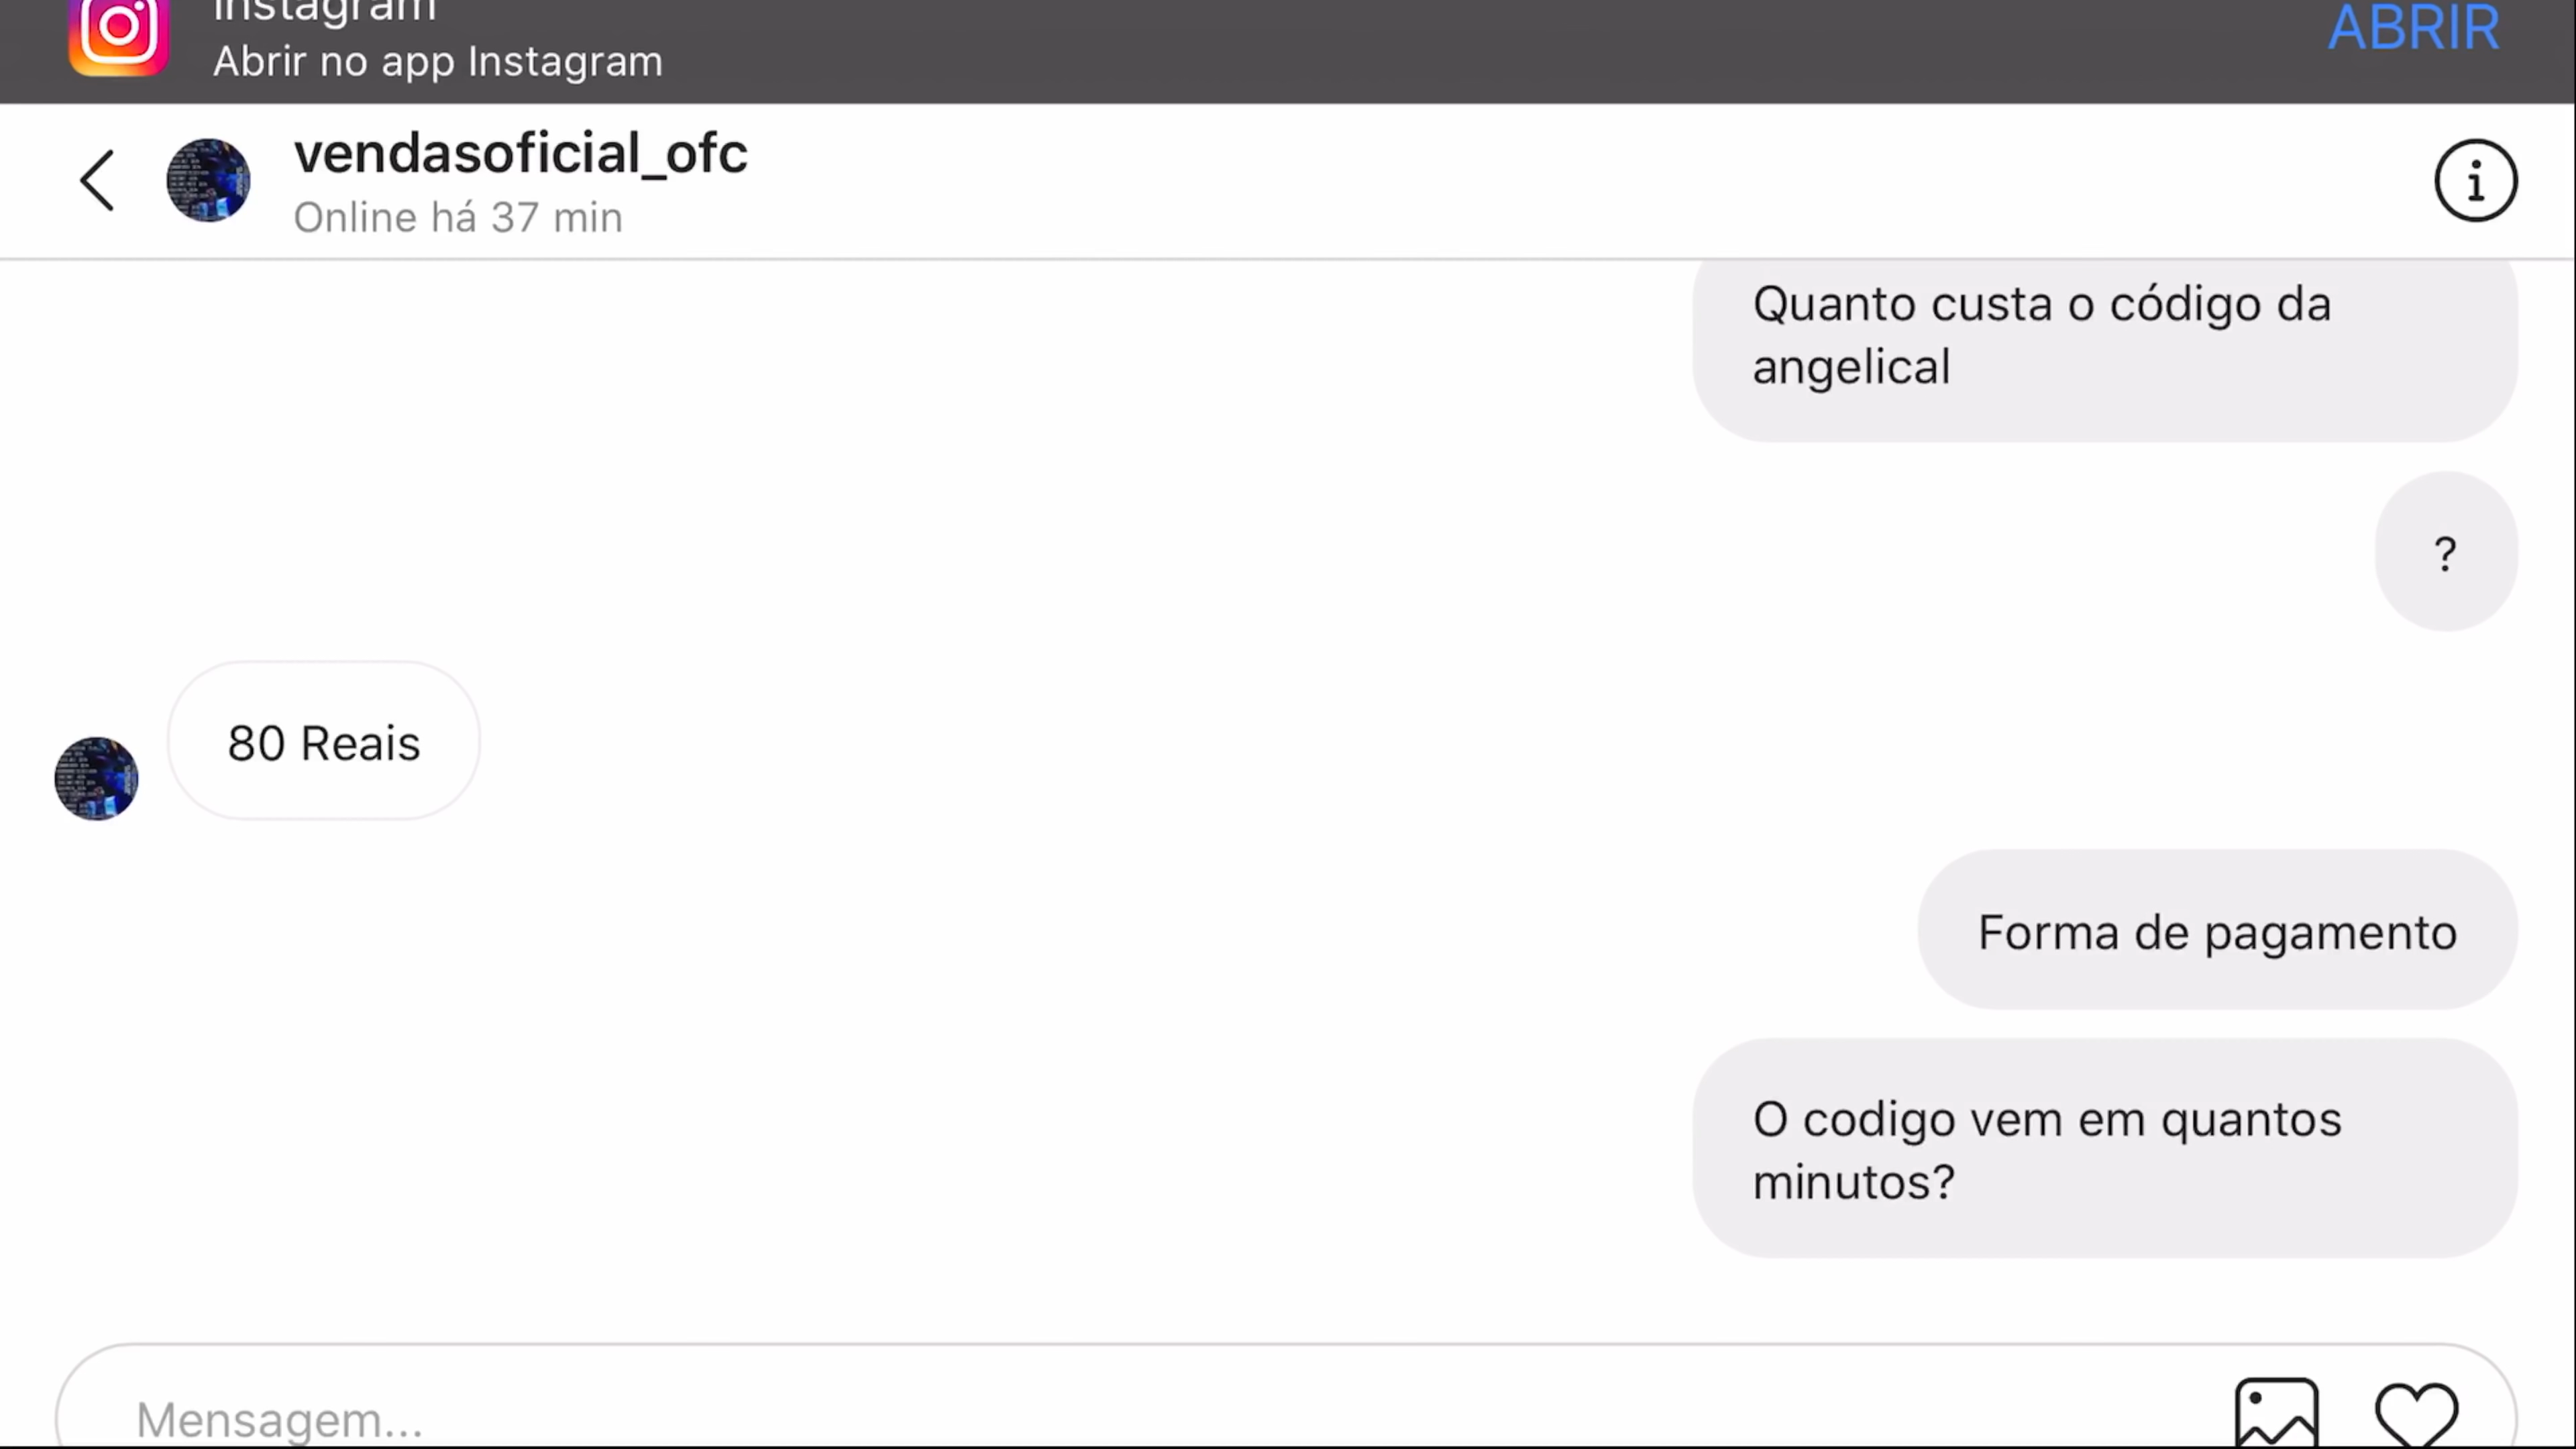 Instagram
Abrir no app Instagram
ABRIR
vendasoficial_ofc
Online há 37 min
Quanto custa o código da
angelical
?
80 Reais
Forma de pagamento
O codigo vem em quantos
minutos?
Mensagem...